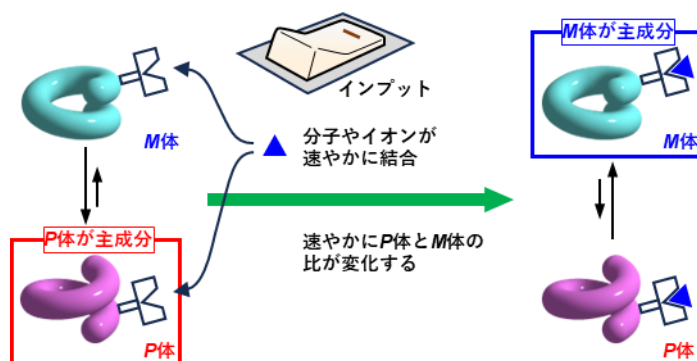 インプット
M体
分子やイオンが
速やかに結合
P体が主成分
P体
速やかにP体とM体の
比が変化する
M体が主成分
M体
P体